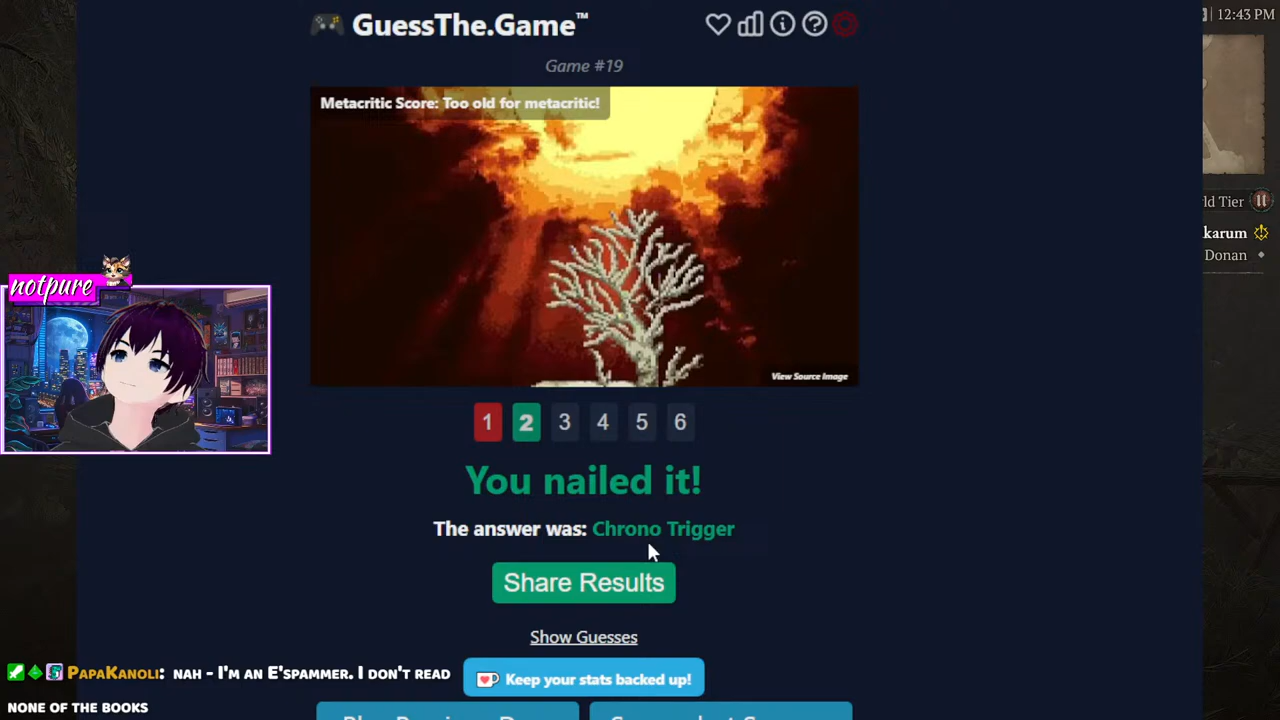 GuessThe.Game™
12:43 PM
Game #19
Metacritic Score: Too old for metacritic!
View Source Image
ld Tier
karum
Donan
notpure
1 2 3 4 5 6
You nailed it!
The answer was: Chrono Trigger
Share Results
Show Guesses
PapaKanoli: NAH - I'M AN E'SPAMMER. I DON'T READ
NONE OF THE BOOKS
Keep your stats backed up!